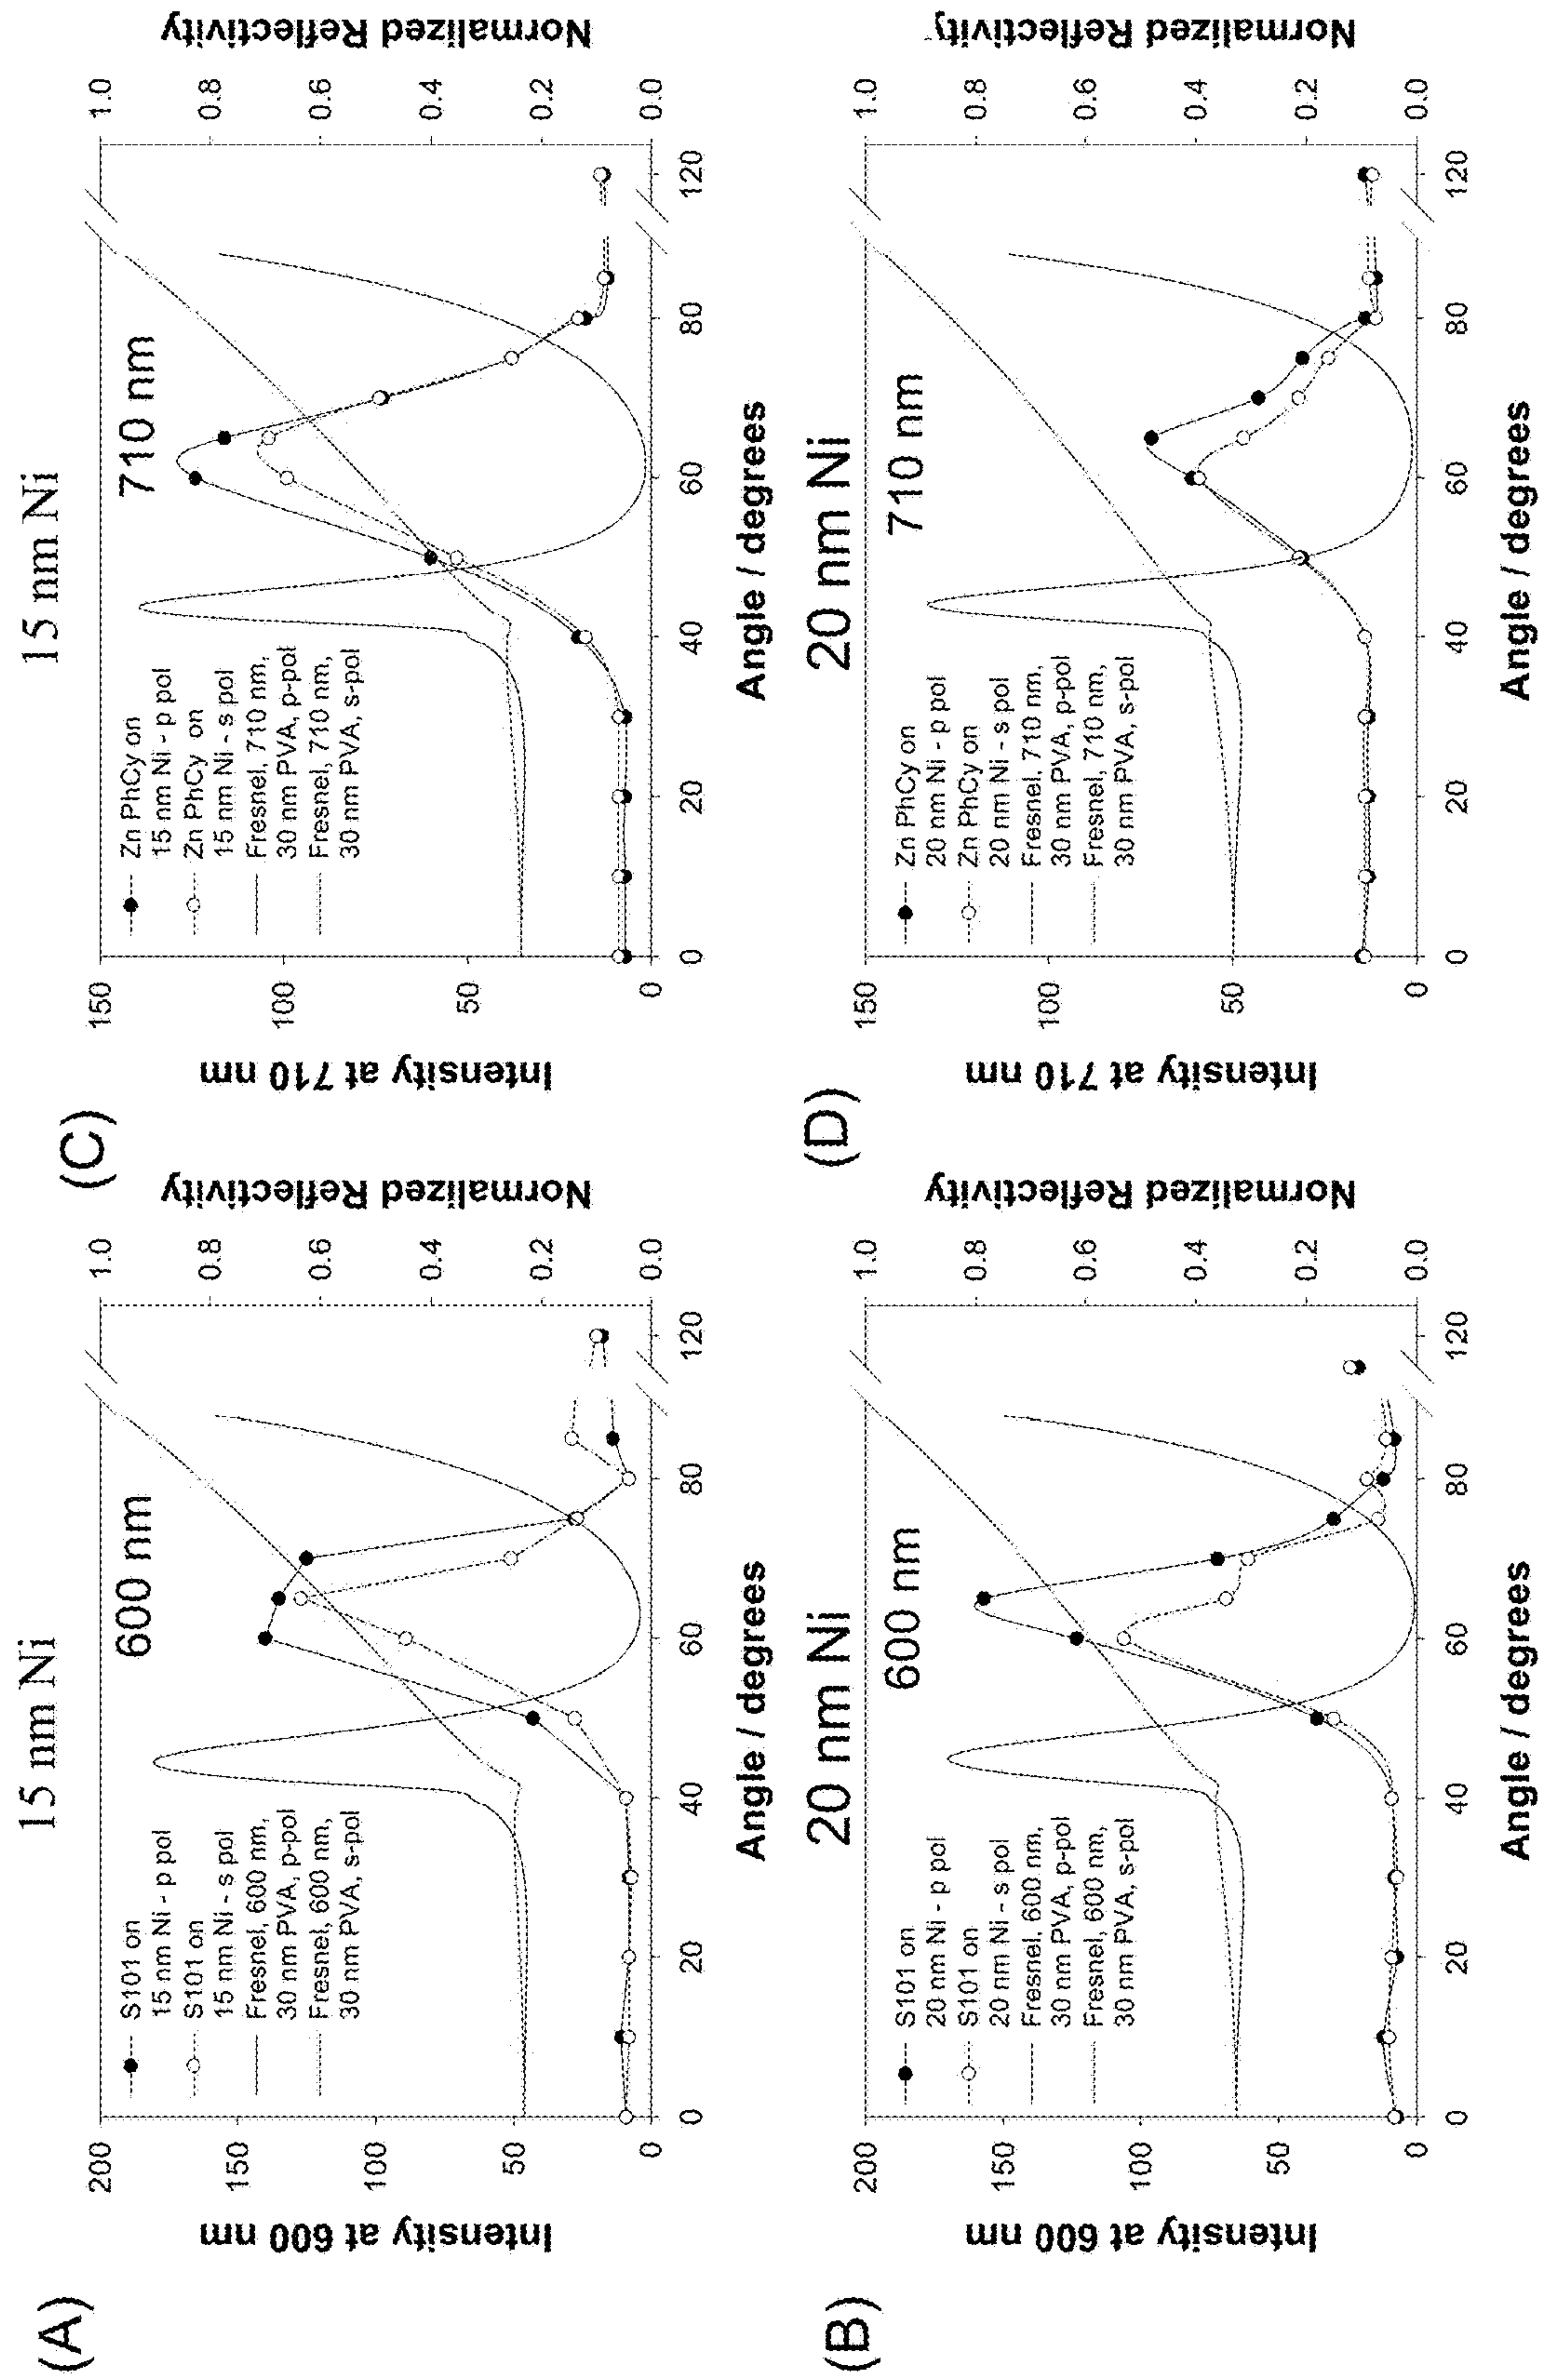 (A)
15 nm Ni
600 nm
S101 on
15 nm Ni - p pol
S101 on
15 nm Ni - s pol
Fresnel, 600 nm,
30 nm PVA, p-pol
Fresnel, 600 nm,
30 nm PVA, s-pol
Intensity at 600 nm
200
150
100
50
0
Normalized Reflectivity
1.0
0.8
0.6
0.4
0.2
0.0
0 20 40 60 80 120
Angle / degrees
(C)
15 nm Ni
710 nm
Zn PhCy on
15 nm Ni - p pol
Zn PhCy on
15 nm Ni - s pol
Fresnel, 710 nm,
30 nm PVA, p-pol
Fresnel, 710 nm,
30 nm PVA, s-pol
Intensity at 710 nm
150
100
50
0
Normalized Reflectivity
1.0
0.8
0.6
0.4
0.2
0.0
0 20 40 60 80 120
Angle / degrees
(B)
20 nm Ni
600 nm
S101 on
20 nm Ni - p pol
S101 on
20 nm Ni - s pol
Fresnel, 600 nm,
30 nm PVA, p-pol
Fresnel, 600 nm,
30 nm PVA, s-pol
Intensity at 600 nm
200
150
100
50
0
Normalized Reflectivity
1.0
0.8
0.6
0.4
0.2
0.0
0 20 40 60 80 120
Angle / degrees
(D)
20 nm Ni
710 nm
Zn PhCy on
20 nm Ni - p pol
Zn PhCy on
20 nm Ni - s pol
Fresnel, 710 nm,
30 nm PVA, p-pol
Fresnel, 710 nm,
30 nm PVA, s-pol
Intensity at 710 nm
150
100
50
0
Normalized Reflectivity
1.0
0.8
0.6
0.4
0.2
0.0
0 20 40 60 80 120
Angle / degrees